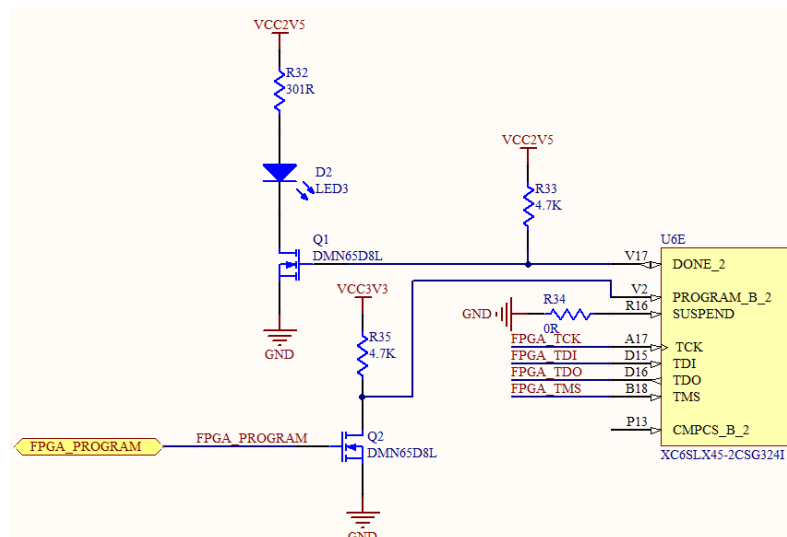 VCC2V5
R32
301R
D2
LED3
VCC2V5
R33
4.7K
Q1
DMN65D8L
GND
VCC3V3
R35
4.7K
U6E
V17
DONE_2
V2
PROGRAM_B_2
R16
SUSPEND
GND
R34
0R
FPGA_TCK
A17
TCK
FPGA_TDI
D15
TDI
FPGA_TDO
D16
TDO
FPGA_TMS
B18
TMS
P13
CMPCS_B_2
XC6SLX45-2CSG324I
FPGA_PROGRAM
FPGA_PROGRAM
Q2
DMN65D8L
GND